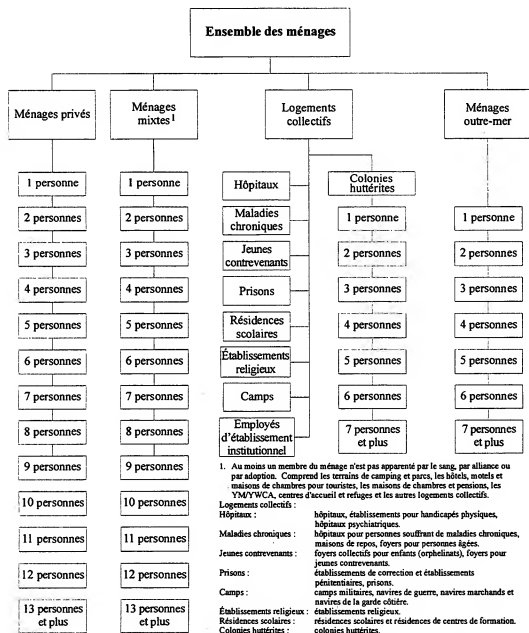 Ensemble des ménages
Ménages privés
Ménages
mixtes¹
Logements
collectifs
Ménages
outre-mer
1 personne
2 personnes
3 personnes
4 personnes
5 personnes
6 personnes
7 personnes
8 personnes
9 personnes
10 personnes
11 personnes
12 personnes
13 personnes
et plus
1 personne
2 personnes
3 personnes
4 personnes
5 personnes
6 personnes
7 personnes
8 personnes
9 personnes
10 personnes
11 personnes
12 personnes
13 personnes
et plus
Hôpitaux
Maladies
chroniques
Jeunes
contrevenants
Prisons
Résidences
scolaires
Établissements
religieux
Camps
Employés
d'établissement
institutionnel
Colonies
huttérites
1 personne
2 personnes
3 personnes
4 personnes
5 personnes
6 personnes
7 personnes
et plus
1 personne
2 personnes
3 personnes
4 personnes
5 personnes
6 personnes
7 personnes
et plus
1. Au moins un membre du ménage n'est pas apparenté par le sang, par alliance ou
par adoption. Comprend les terrains de camping et parcs, les hôtels, motels et
maisons de chambres pour touristes, les maisons de chambres et pensions, les
YM/YWCA, centres d'accueil et refuges et les autres logements collectifs.
Logements collectifs :
Hôpitaux : hôpitaux, établissements pour handicapés physiques,
hôpitaux psychiatriques.
Maladies chroniques : hôpitaux pour personnes souffrant de maladies chroniques,
maisons de repos, foyers pour personnes âgées.
Jeunes contrevenants : foyers collectifs pour enfants (orphelinats), foyers pour
jeunes contrevenants.
Prisons : établissements de correction et établissements
pénitentiaires, prisons.
Camps : camps militaires, navires de guerre, navires marchands et
navires de la garde côtière.
Établissements religieux : établissements religieux.
Résidences scolaires : résidences scolaires et résidences de centres de formation.
Colonies huttérites : colonies huttérites.